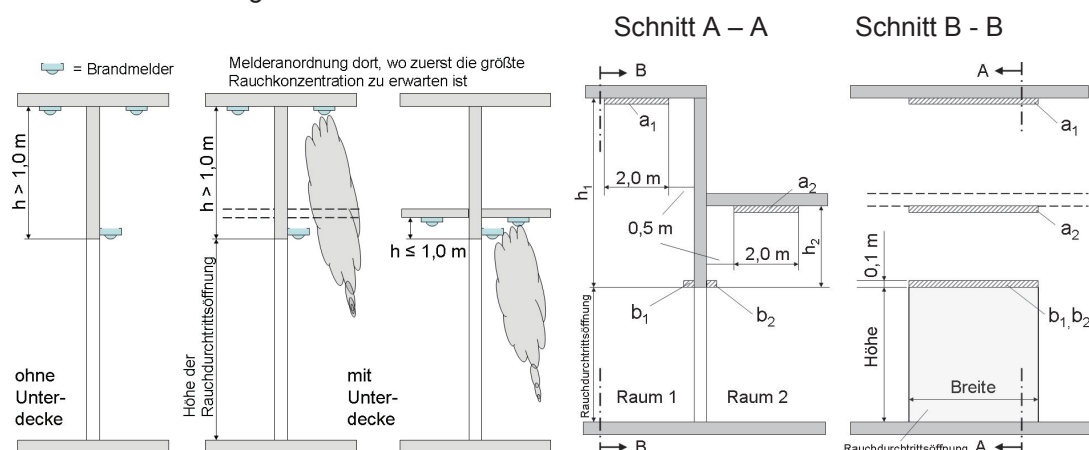 Schnitt A – A
Schnitt B - B
= Brandmelder
Melderanordnung dort, wo zuerst die größte
Rauchkonzentration zu erwarten ist
h > 1,0 m
ohne
Unter-
decke
h > 1,0 m
Höhe der
Rauchdurchtrittsöffnung
mit
Unter-
decke
h ≤ 1,0 m
B
a1
h1
2,0 m
0,5 m
a2
2,0 m
h2
b1
b2
Rauchdurchtrittsöffnung
Raum 1
Raum 2
B
A
a1
a2
0,1 m
b1, b2
Höhe
Breite
Rauchdurchtrittsöffnung
A